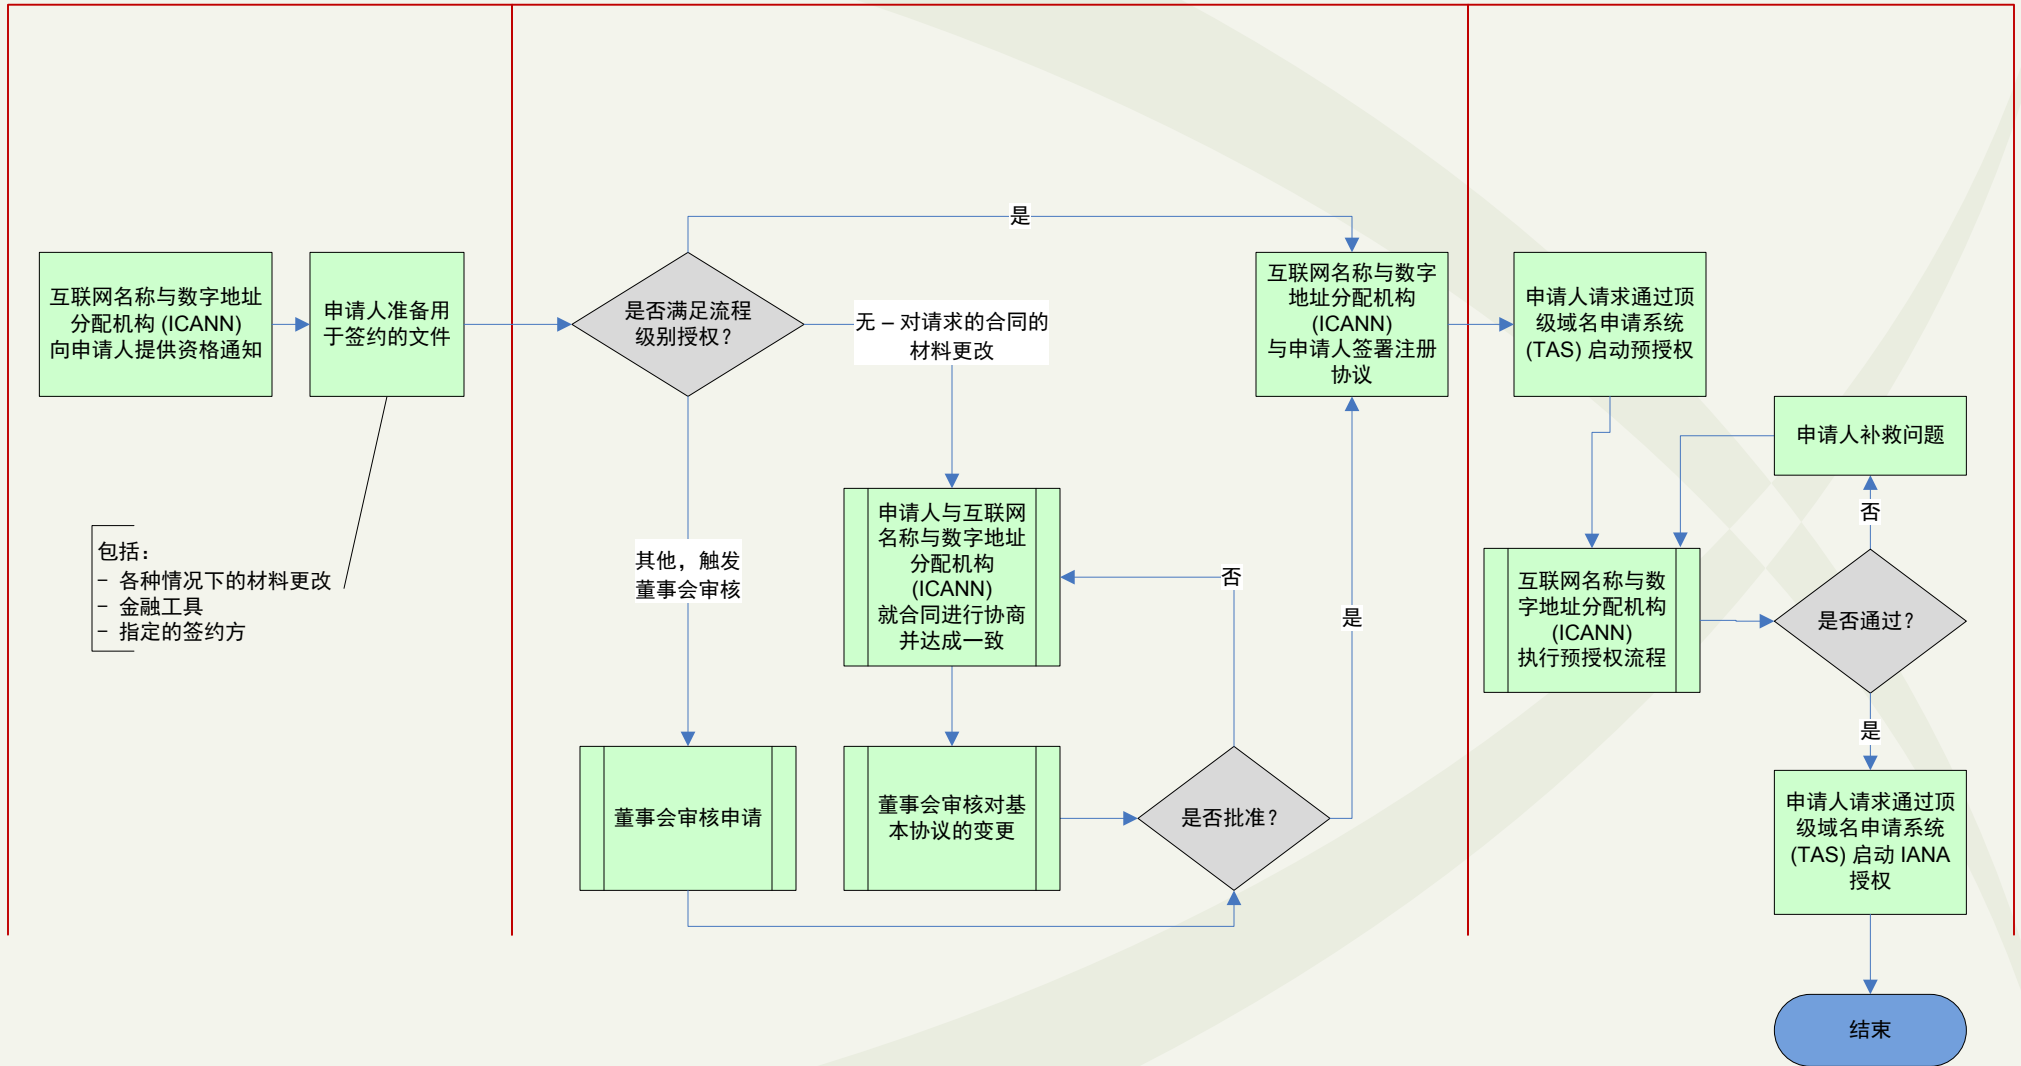 互联网名称与数字地址
分配机构 (ICANN)
向申请人提供资格通知
申请人准备用
于签约的文件
包括：
- 各种情况下的材料更改
- 金融工具
- 指定的签约方
是否满足流程
级别授权？
是
无 – 对请求的合同的
材料更改
其他，触发
董事会审核
申请人与互联网
名称与数字地址
分配机构
(ICANN)
就合同进行协商
并达成一致
董事会审核申请
董事会审核对基
本协议的变更
是否批准？
否
是
互联网名称与数字
地址分配机构
(ICANN)
与申请人签署注册
协议
申请人请求通过顶
级域名申请系统
(TAS) 启动预授权
申请人补救问题
否
互联网名称与数
字地址分配机构
(ICANN)
执行预授权流程
是否通过？
是
申请人请求通过顶
级域名申请系统
(TAS) 启动 IANA
授权
结束